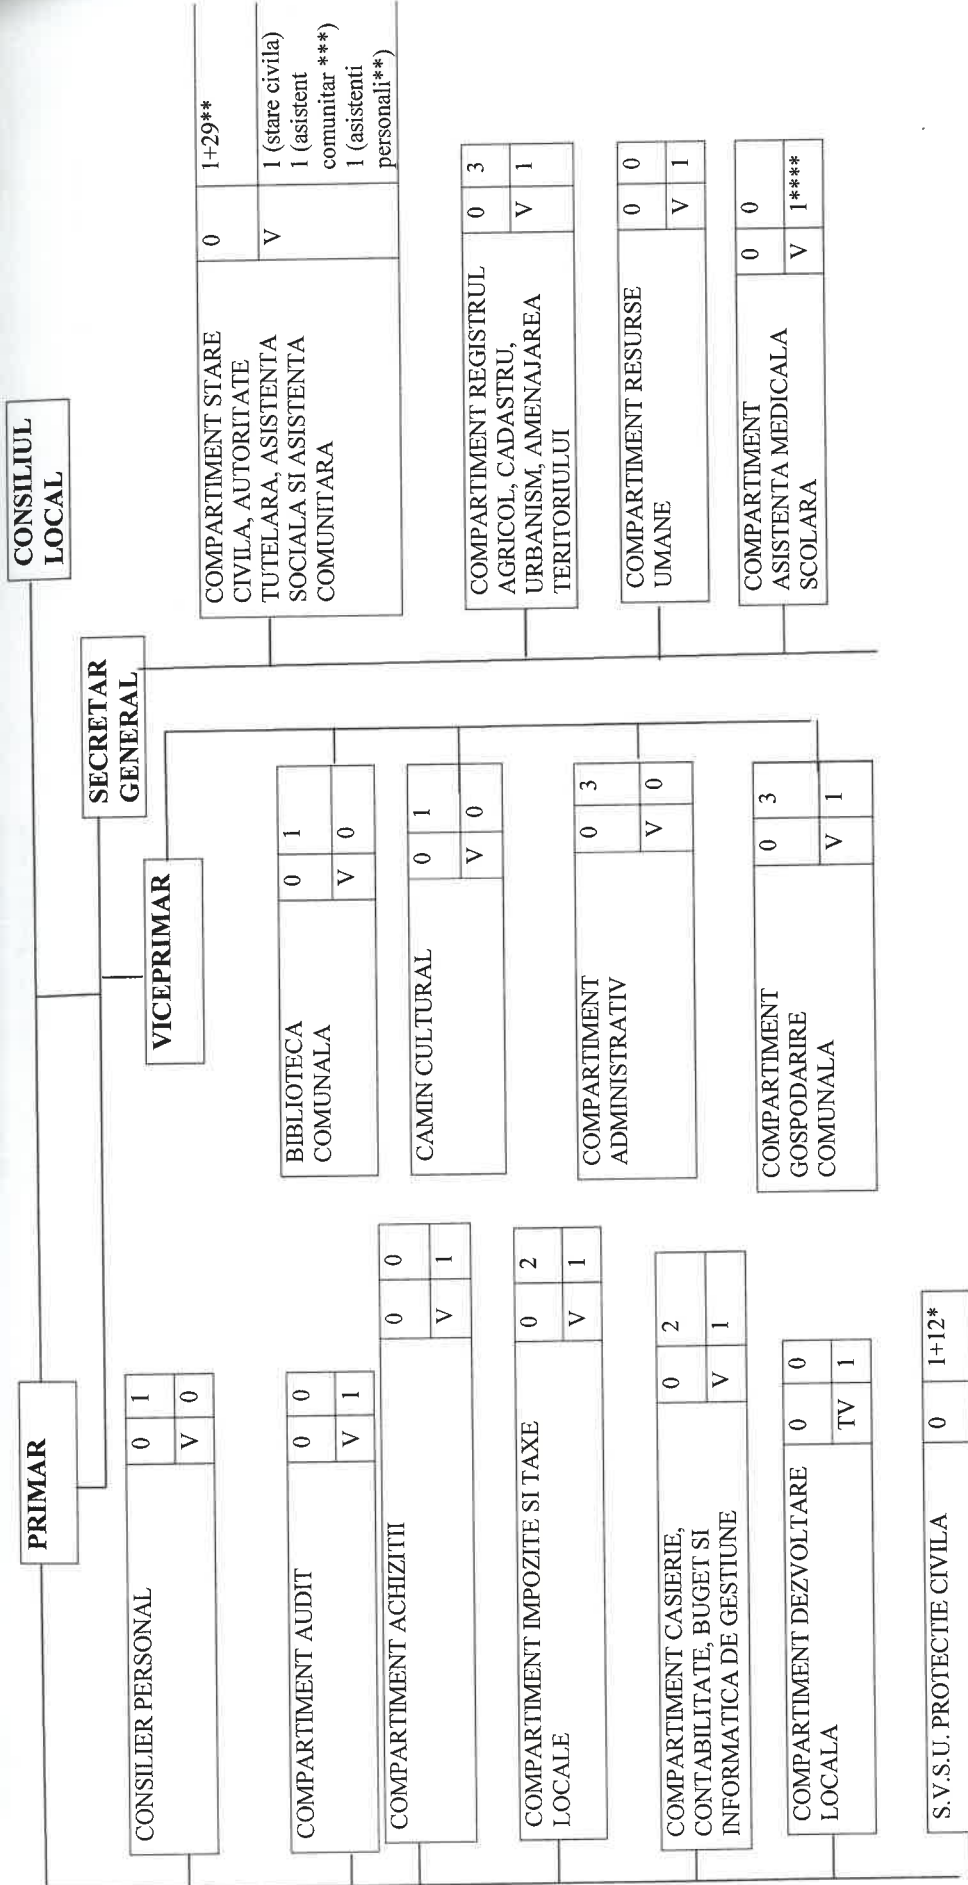 CONSILIUL
LOCAL
PRIMAR
SECRETAR
GENERAL
VICEPRIMAR
CONSILIER PERSONAL
0 1
V 0
COMPARTIMENT AUDIT
0 0
V 1
COMPARTIMENT ACHIZITII
0 0
V 1
COMPARTIMENT IMPOZITE SI TAXE
LOCALE
0 2
V 1
COMPARTIMENT CASIERIE,
CONTABILITATE, BUGET SI
INFORMATICA DE GESTIUNE
0 2
V 1
COMPARTIMENT DEZVOLTARE
LOCALA
0 0
TV 1
S.V.S.U. PROTECTIE CIVILA
0 1+12*
BIBLIOTECA
COMUNALA
0 1
V 0
CAMIN CULTURAL
0 1
V 0
COMPARTIMENT
ADMINISTRATIV
0 3
V 0
COMPARTIMENT
GOSPODARIRE
COMUNALA
0 3
V 1
COMPARTIMENT STARE
CIVILA, AUTORITATE
TUTELARA, ASISTENTA
SOCIALA SI ASISTENTA
COMUNITARA
0 1+29**
V 1 (stare civila)
1 (asistent
comunitar ***)
1 (asistenti
personali**)
COMPARTIMENT REGISTRUL
AGRICOL, CADASTRU,
URBANISM, AMENAJAREA
TERITORIULUI
0 3
V 1
COMPARTIMENT RESURSE
UMANE
0 0
V 1
COMPARTIMENT
ASISTENTA MEDICALA
SCOLARA
0 0
V 1****